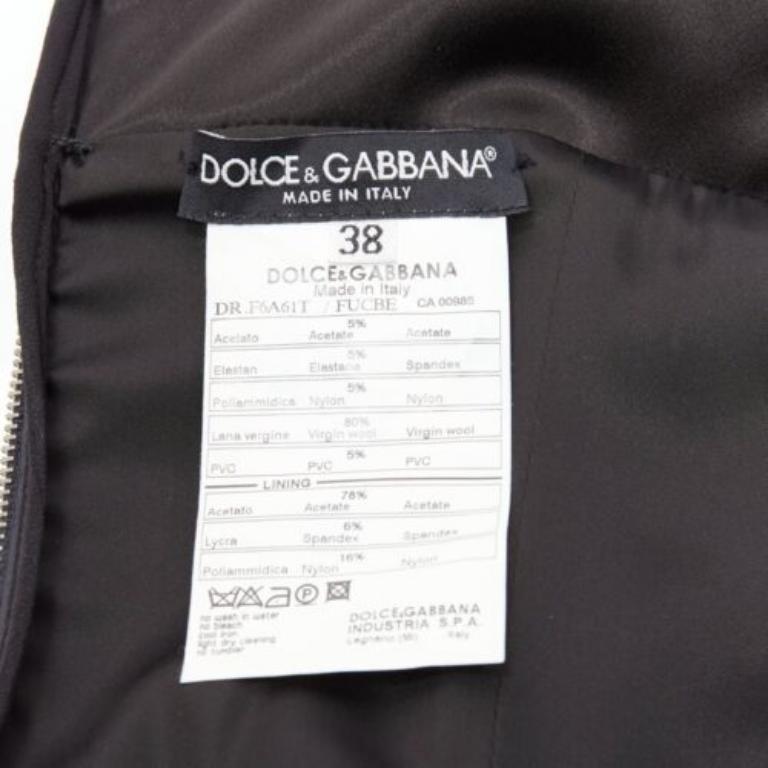 DOLCE & GABBANA®
MADE IN ITALY
38
DOLCE&GABBANA
Made in Italy
DR.F6A61T / FUCBE CA 00985
5%
Acetato Acetate Acetate
5%
Elastan Elastane Spandex
5%
Poliammidica Nylon Nylon
80%
Lana vergine Virgin wool Virgin wool
5%
PVC PVC PVC
LINING
78%
Acetato Acetate Acetate
6%
Lycra Spandex Spandex
16%
Poliammidica Nylon Nylon
P
no wash in water
no bleach
cool iron
light dry cleaning
no tumbler
DOLCE&GABBANA
INDUSTRIA S.P.A.
Legnano (MI) Italy